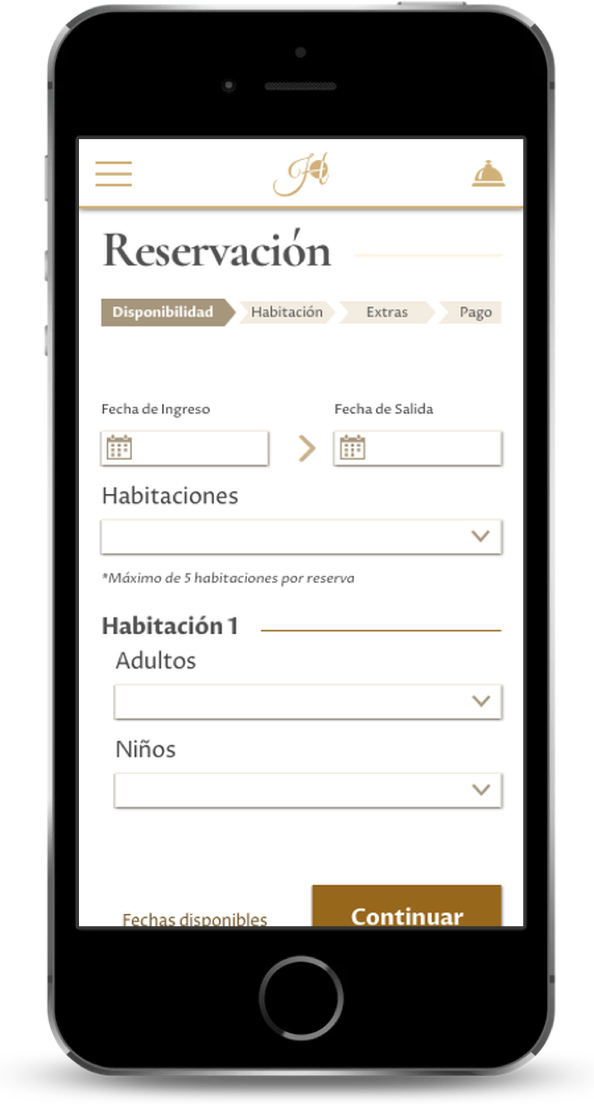 Reservación
Disponibilidad Habitación Extras Pago
Fecha de Ingreso Fecha de Salida
Habitaciones
*Máximo de 5 habitaciones por reserva
Habitación 1
Adultos
Niños
Fechas disponibles Continuar